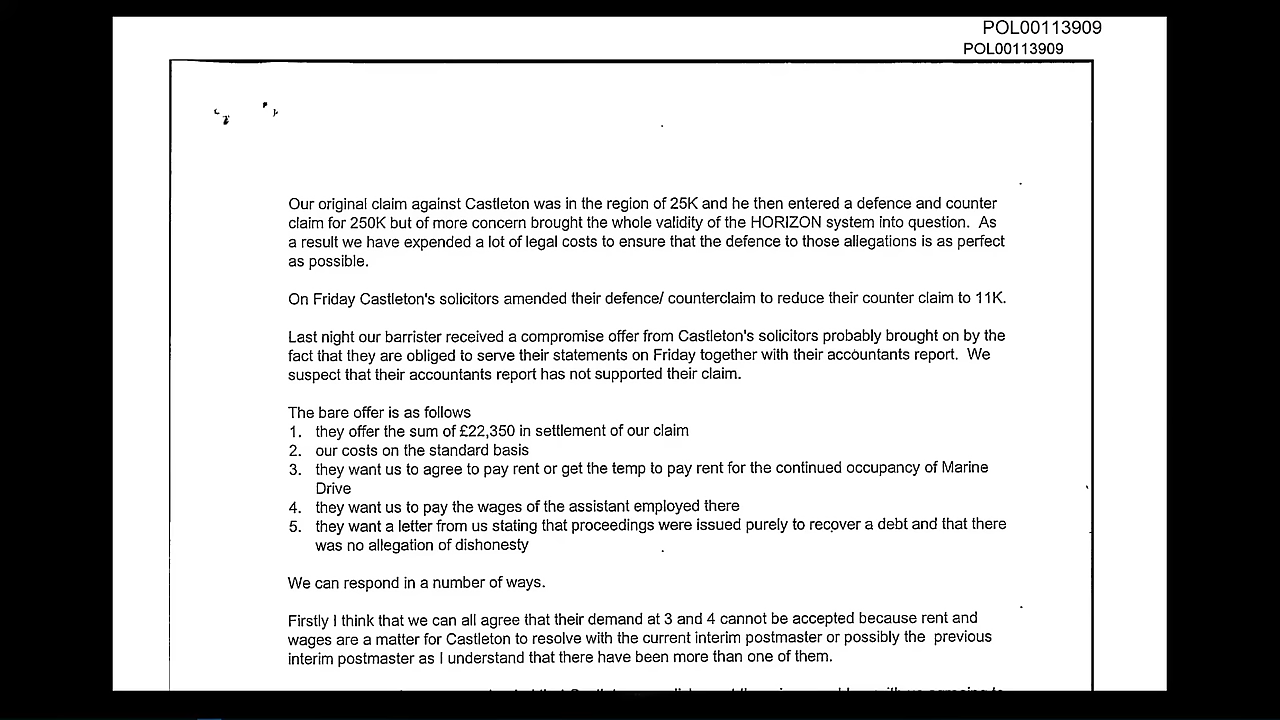 POL00113909
POL00113909
Our original claim against Castleton was in the region of 25K and he then entered a defence and counter
claim for 250K but of more concern brought the whole validity of the HORIZON system into question. As
a result we have expended a lot of legal costs to ensure that the defence to those allegations is as perfect
as possible.
On Friday Castleton's solicitors amended their defence/ counterclaim to reduce their counter claim to 11K.
Last night our barrister received a compromise offer from Castleton's solicitors probably brought on by the
fact that they are obliged to serve their statements on Friday together with their accountants report. We
suspect that their accountants report has not supported their claim.
The bare offer is as follows
1. they offer the sum of £22,350 in settlement of our claim
2. our costs on the standard basis
3. they want us to agree to pay rent or get the temp to pay rent for the continued occupancy of Marine
Drive
4. they want us to pay the wages of the assistant employed there
5. they want a letter from us stating that proceedings were issued purely to recover a debt and that there
was no allegation of dishonesty
We can respond in a number of ways.
Firstly I think that we can all agree that their demand at 3 and 4 cannot be accepted because rent and
wages are a matter for Castleton to resolve with the current interim postmaster or possibly the previous
interim postmaster as I understand that there have been more than one of them.